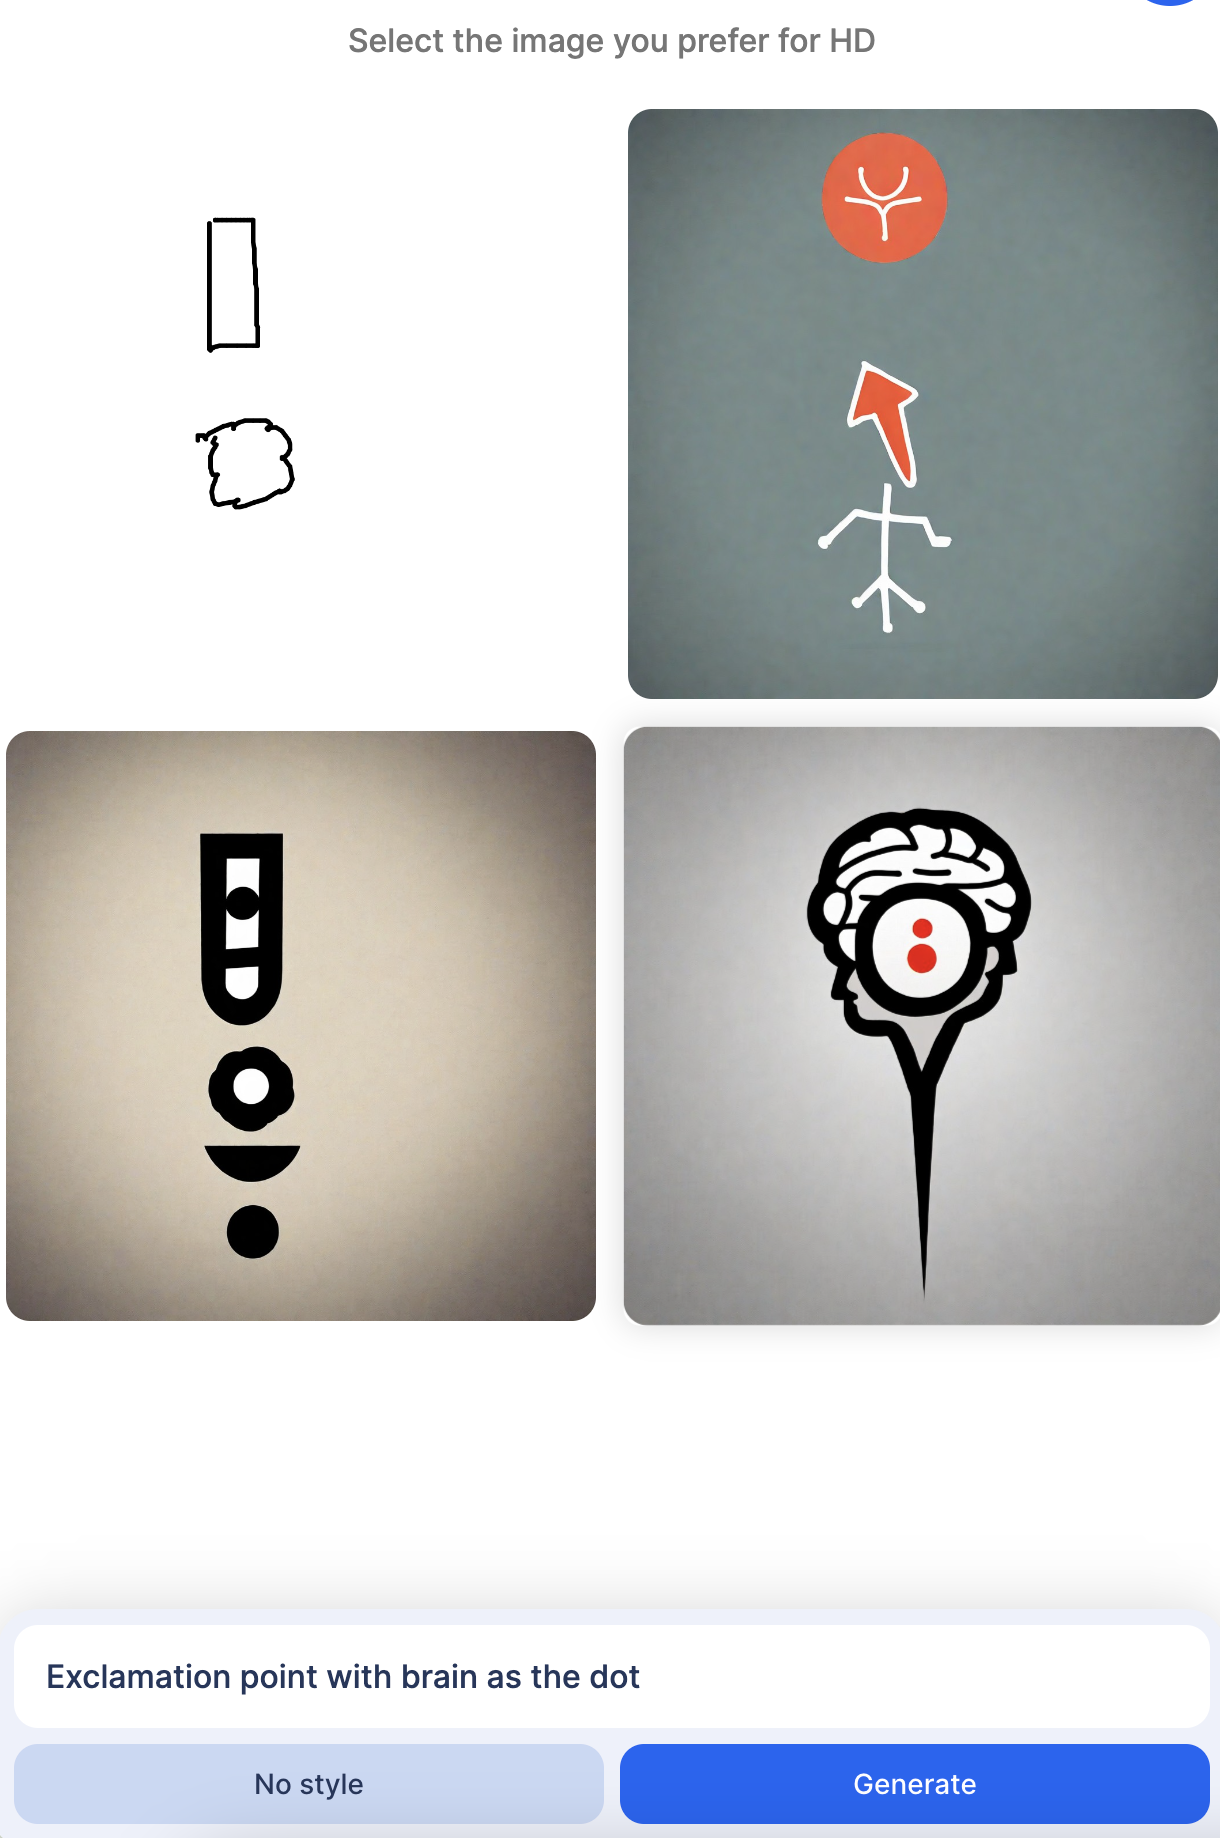 Select the image you prefer for HD
Exclamation point with brain as the dot
No style
Generate